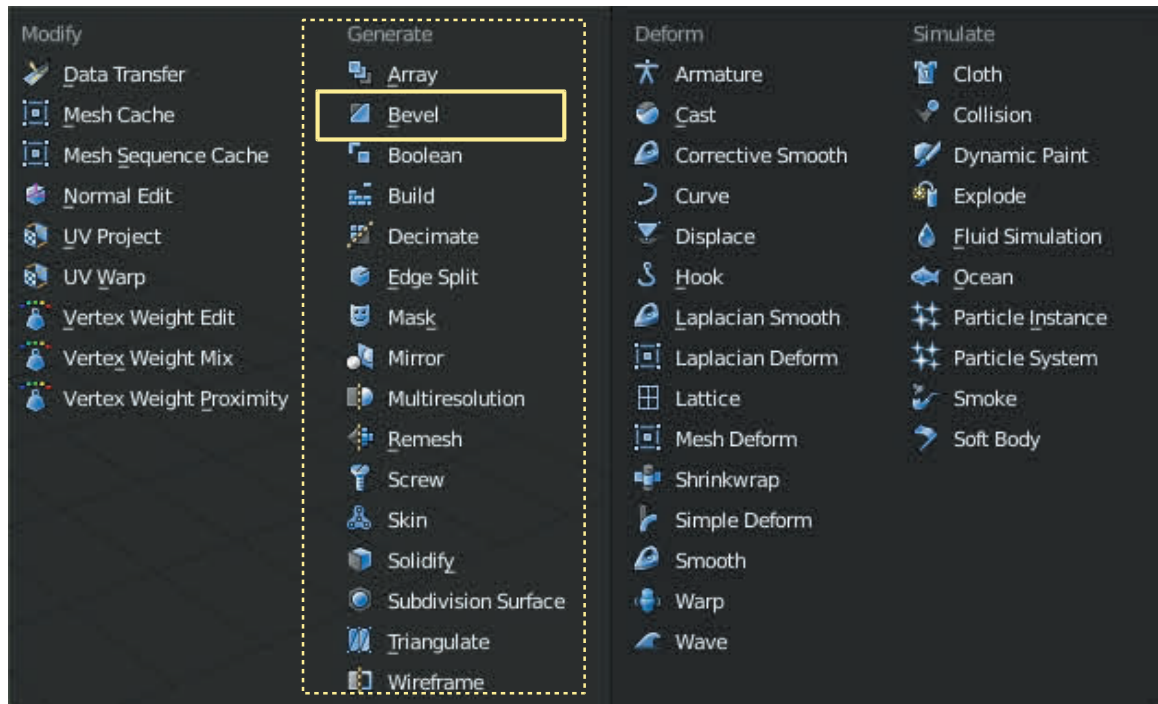 Modify
Data Transfer
Mesh Cache
Mesh Sequence Cache
Normal Edit
UV Project
UV Warp
Vertex Weight Edit
Vertex Weight Mix
Vertex Weight Proximity
Generate
Array
Bevel
Boolean
Build
Decimate
Edge Split
Mask
Mirror
Multiresolution
Remesh
Screw
Skin
Solidify
Subdivision Surface
Triangulate
Wireframe
Deform
Armature
Cast
Corrective Smooth
Curve
Displace
Hook
Laplacian Smooth
Laplacian Deform
Lattice
Mesh Deform
Shrinkwrap
Simple Deform
Smooth
Warp
Wave
Simulate
Cloth
Collision
Dynamic Paint
Explode
Fluid Simulation
Ocean
Particle Instance
Particle System
Smoke
Soft Body